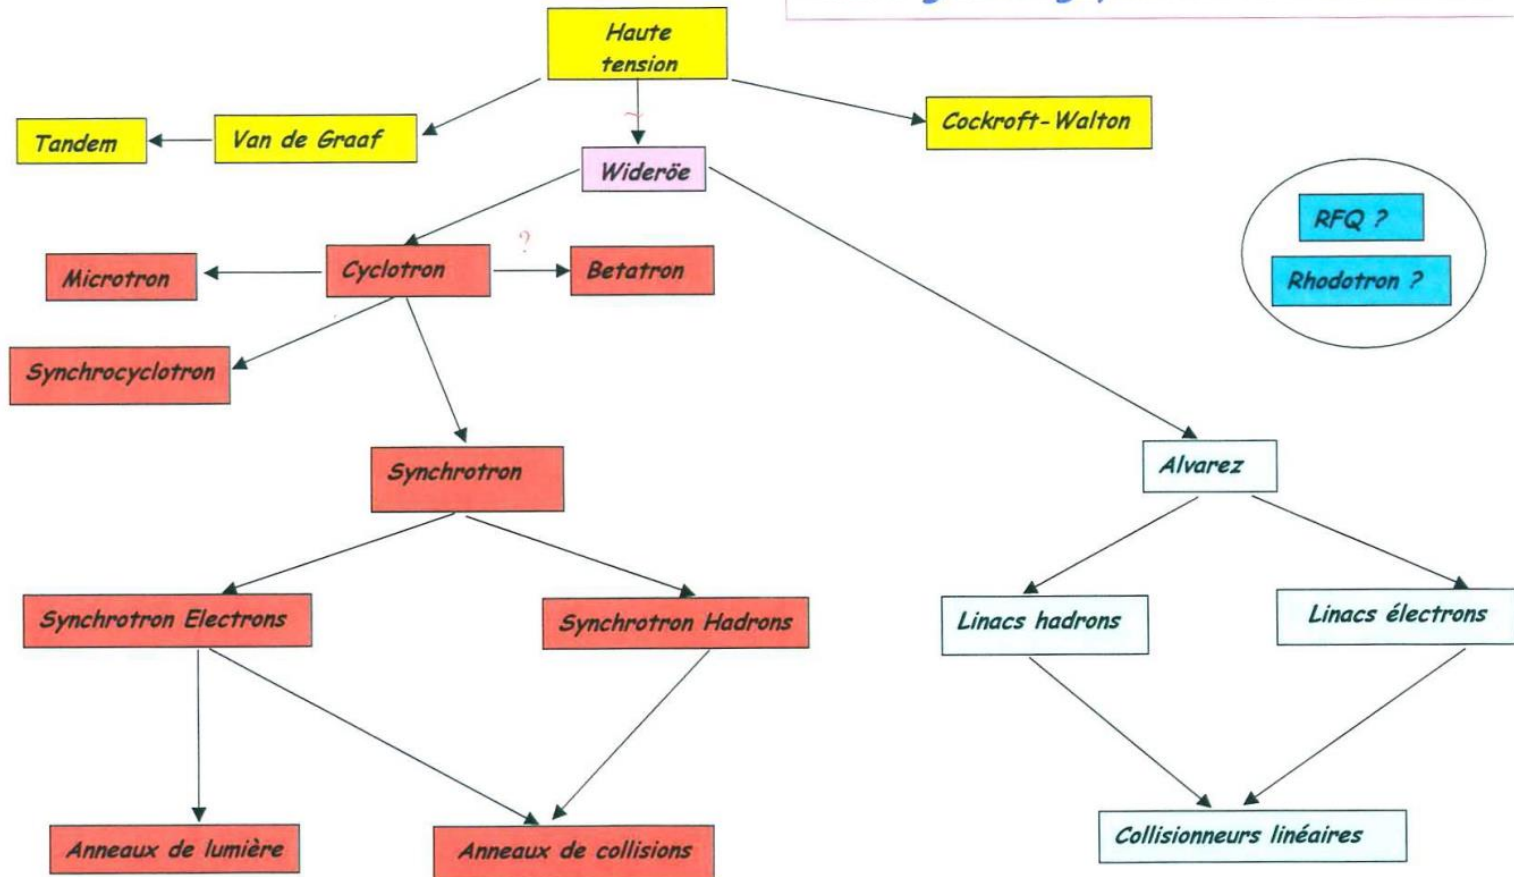 Haute
tension
Tandem
Van de Graaf
~
Cockroft-Walton
Wideröe
RFQ ?
Microtron
Cyclotron
?
Betatron
Rhodotron ?
Synchrocyclotron
Synchrotron
Alvarez
Synchrotron Electrons
Synchrotron Hadrons
Linacs hadrons
Linacs électrons
Anneaux de lumière
Anneaux de collisions
Collisionneurs linéaires